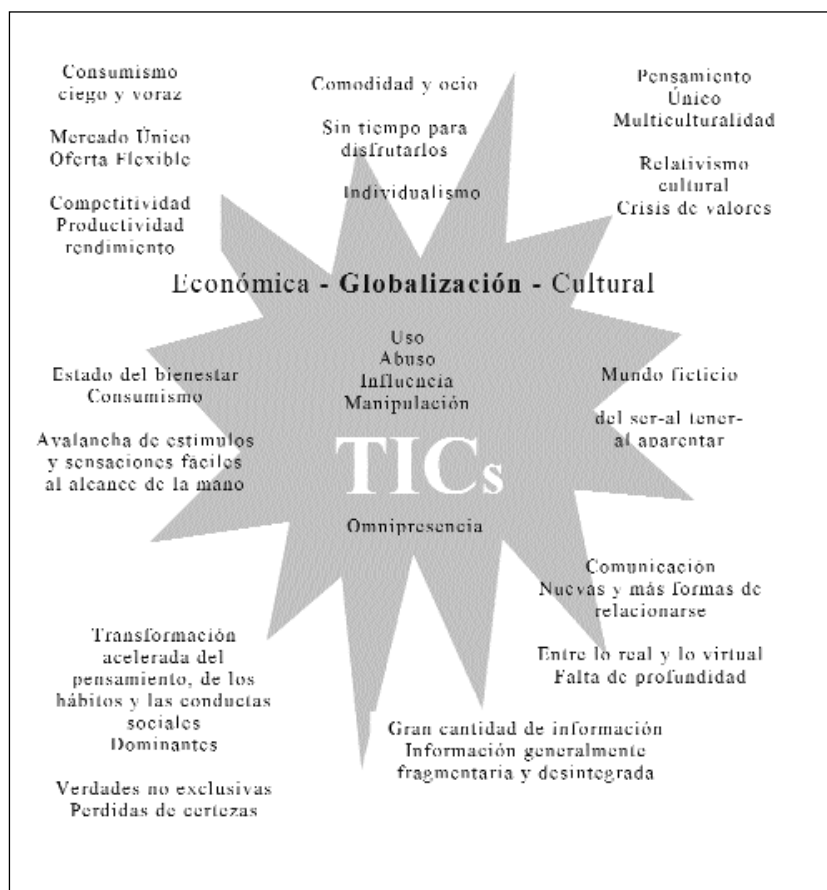 Consumismo
ciego y voraz
Mercado Único
Oferta Flexible
Competitividad
Productividad
rendimiento
Comodidad y ocio
Sin tiempo para
disfrutarlos
Individualismo
Pensamiento
Único
Multiculturalidad
Relativismo
cultural
Crisis de valores
Económica - Globalización - Cultural
Uso
Abuso
Influencia
Manipulación
TICs
Omnipresencia
Estado del bienestar
Consumismo
Avalancha de estimulos
y sensaciones fáciles
al alcance de la mano
Mundo ficticio
del ser-al tener-
al aparentar
Comunicación
Nuevas y más formas de
relacionarse
Entre lo real y lo virtual
Falta de profundidad
Transformación
acelerada del
pensamiento, de los
hábitos y las conductas
sociales
Dominantes
Verdades no exclusivas
Perdidas de certezas
Gran cantidad de información
Información generalmente
fragmentaria y desintegrada